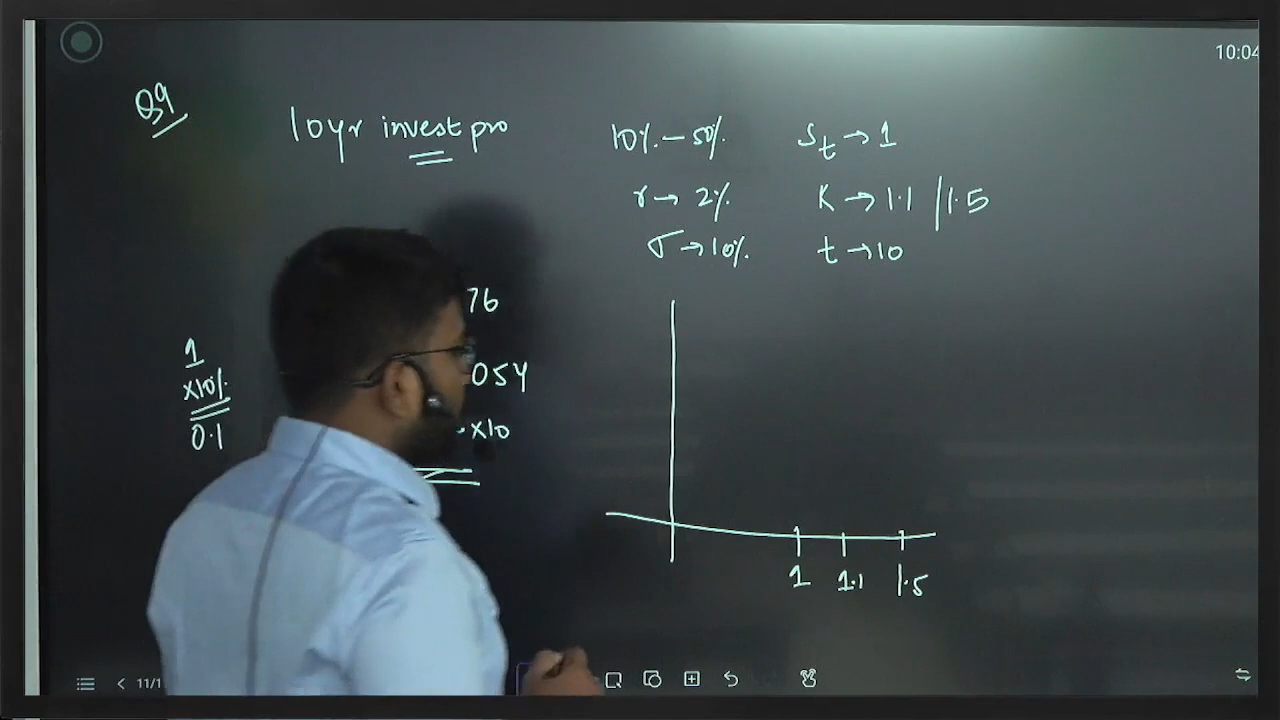 Q9
10yr invest pro
10% – 50%
St → 1
r → 2%
K → 1.1 / 1.5
σ → 10%
t → 10
76
1
x10%
0.1
054
x10
1
1.1
1.5
10:04
11/1